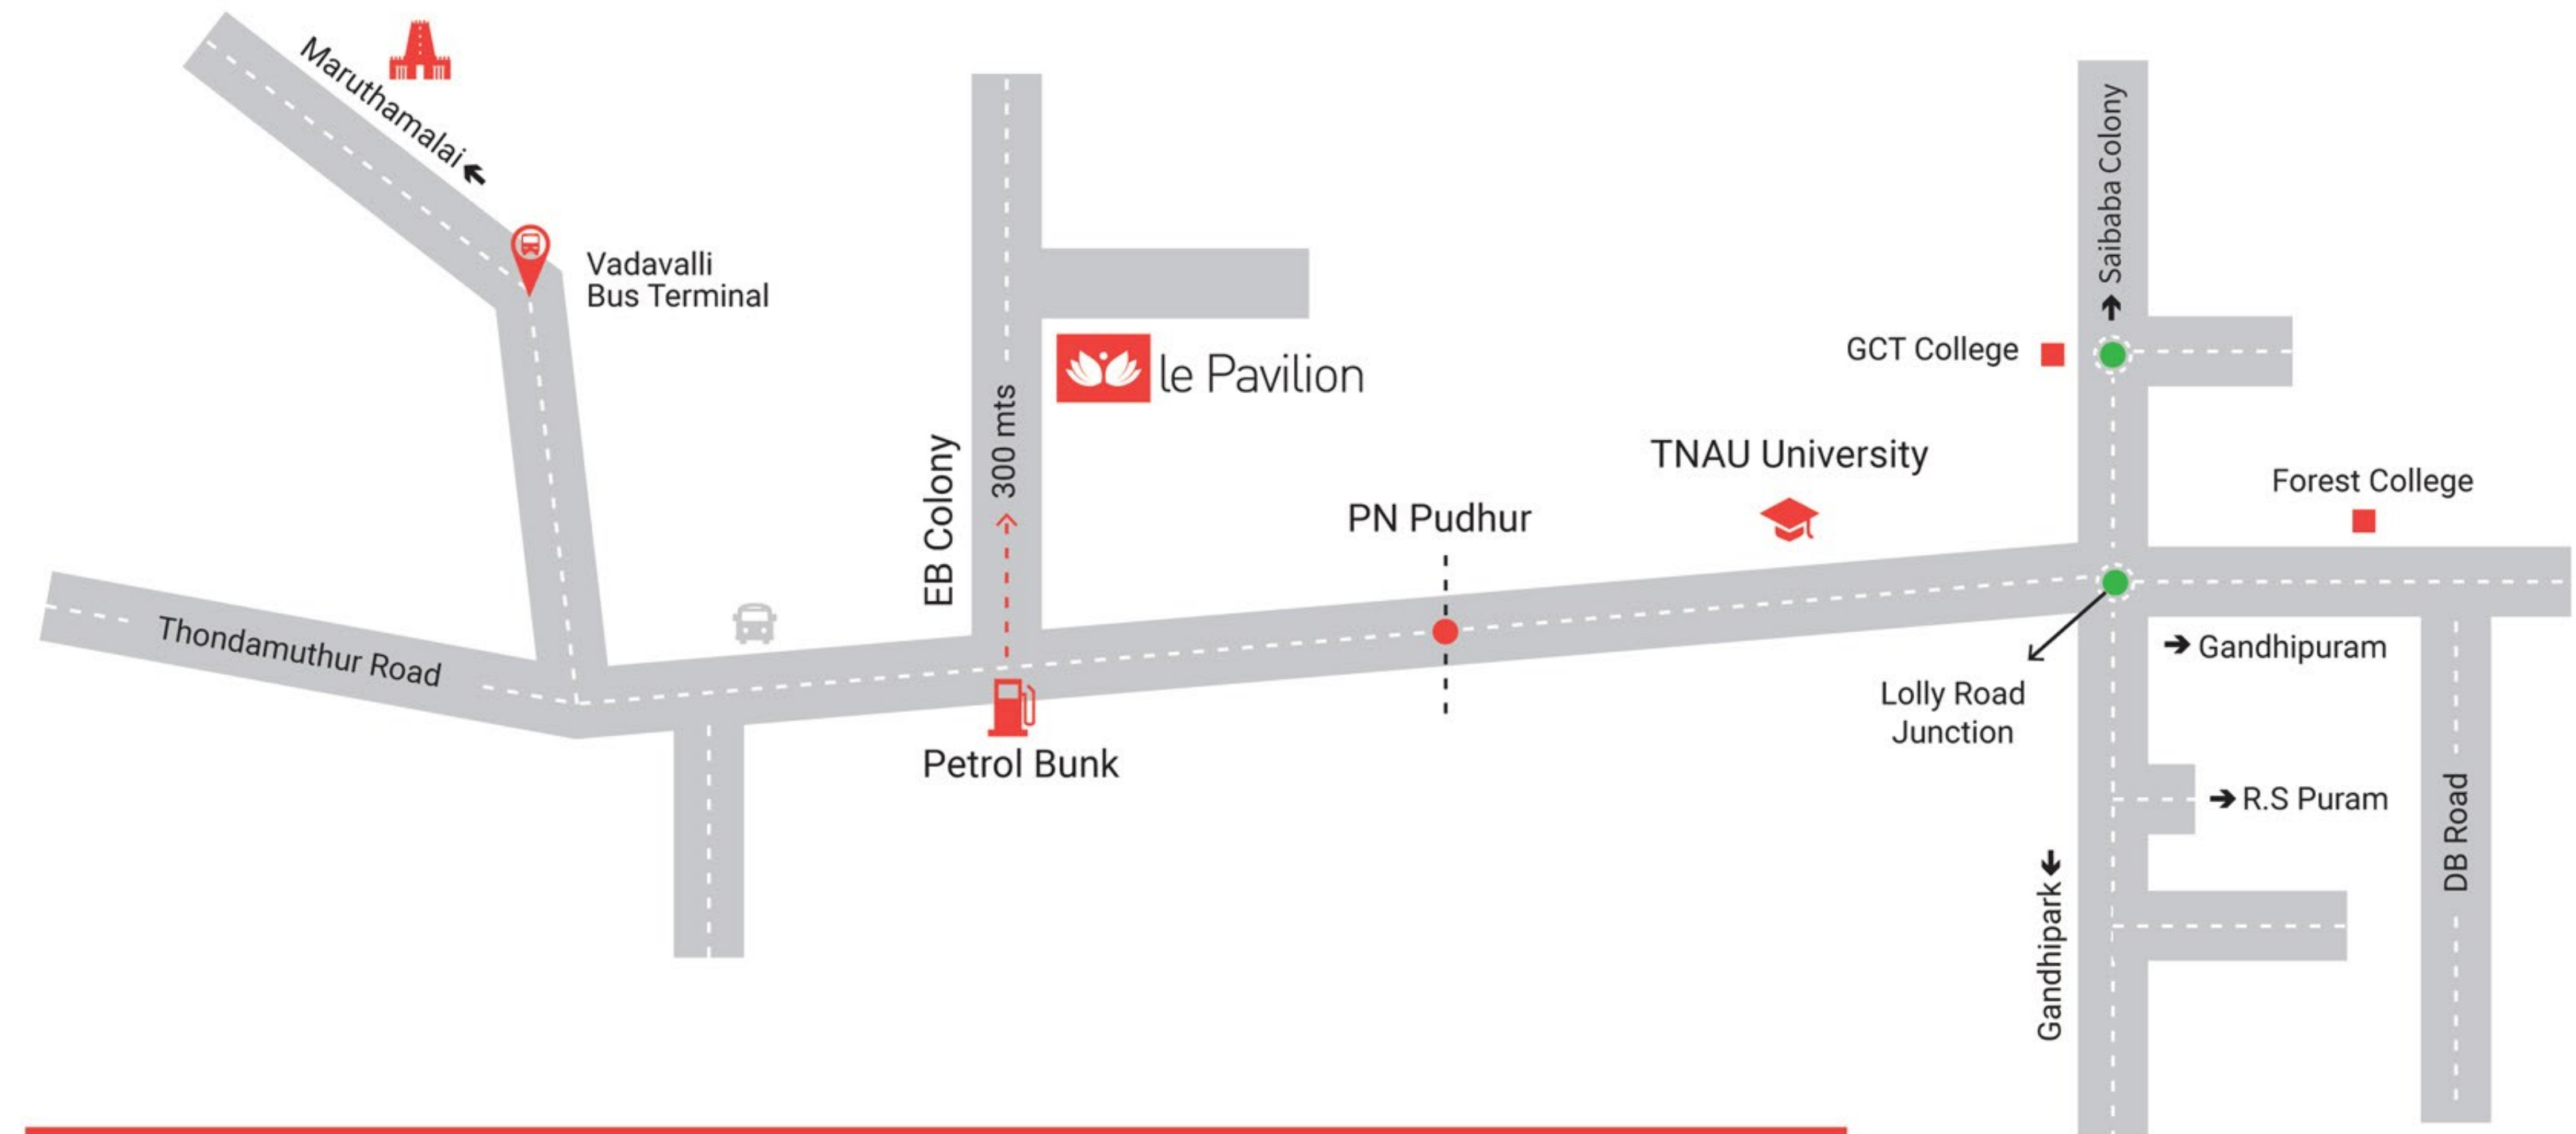 Maruthamalai
Vadavalli
Bus Terminal
Thondamuthur Road
EB Colony
300 mts
le Pavilion
Petrol Bunk
PN Pudhur
TNAU University
GCT College
Saibaba Colony
Forest College
Lolly Road
Junction
Gandhipuram
R.S Puram
Gandhipark
DB Road